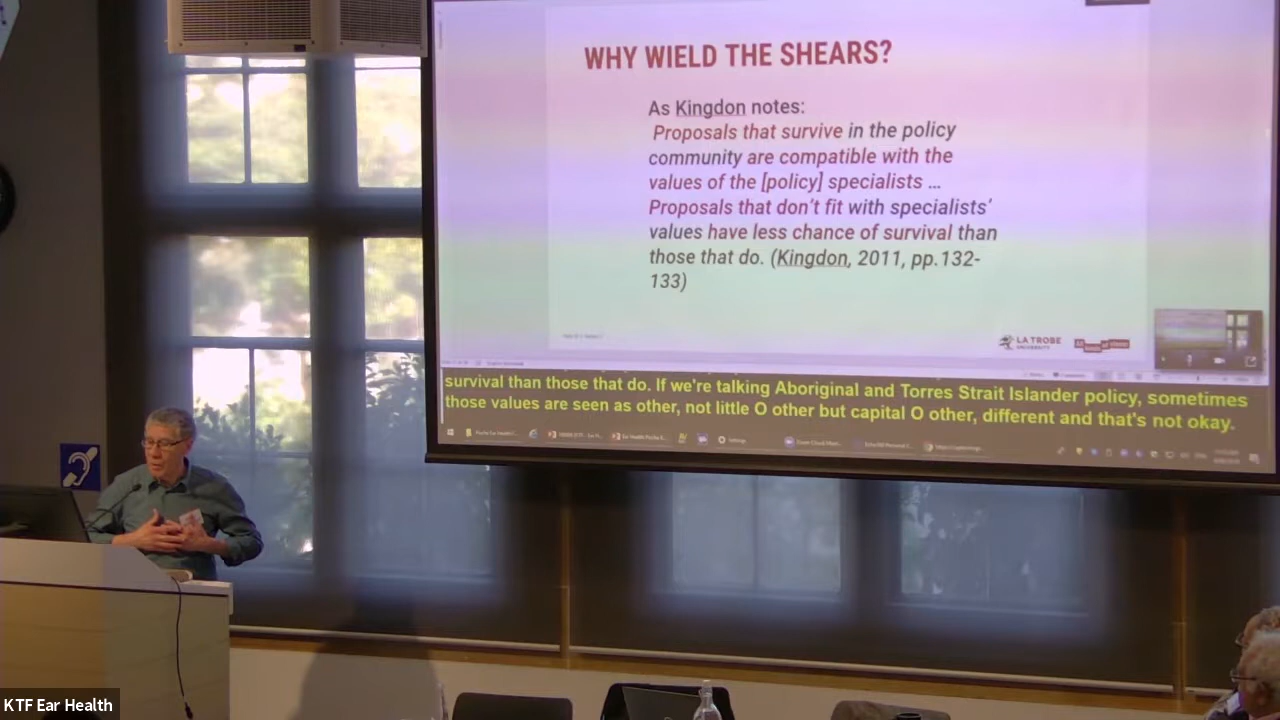 WHY WIELD THE SHEARS?
As Kingdon notes:
Proposals that survive in the policy
community are compatible with the
values of the [policy] specialists ...
Proposals that don't fit with specialists'
values have less chance of survival than
those that do. (Kingdon, 2011, pp.132-
133)
LA TROBE
UNIVERSITY
survival than those that do. If we're talking Aboriginal and Torres Strait Islander policy, sometimes
those values are seen as other, not little O other but capital O other, different and that's not okay.
Settings
KTF Ear Health